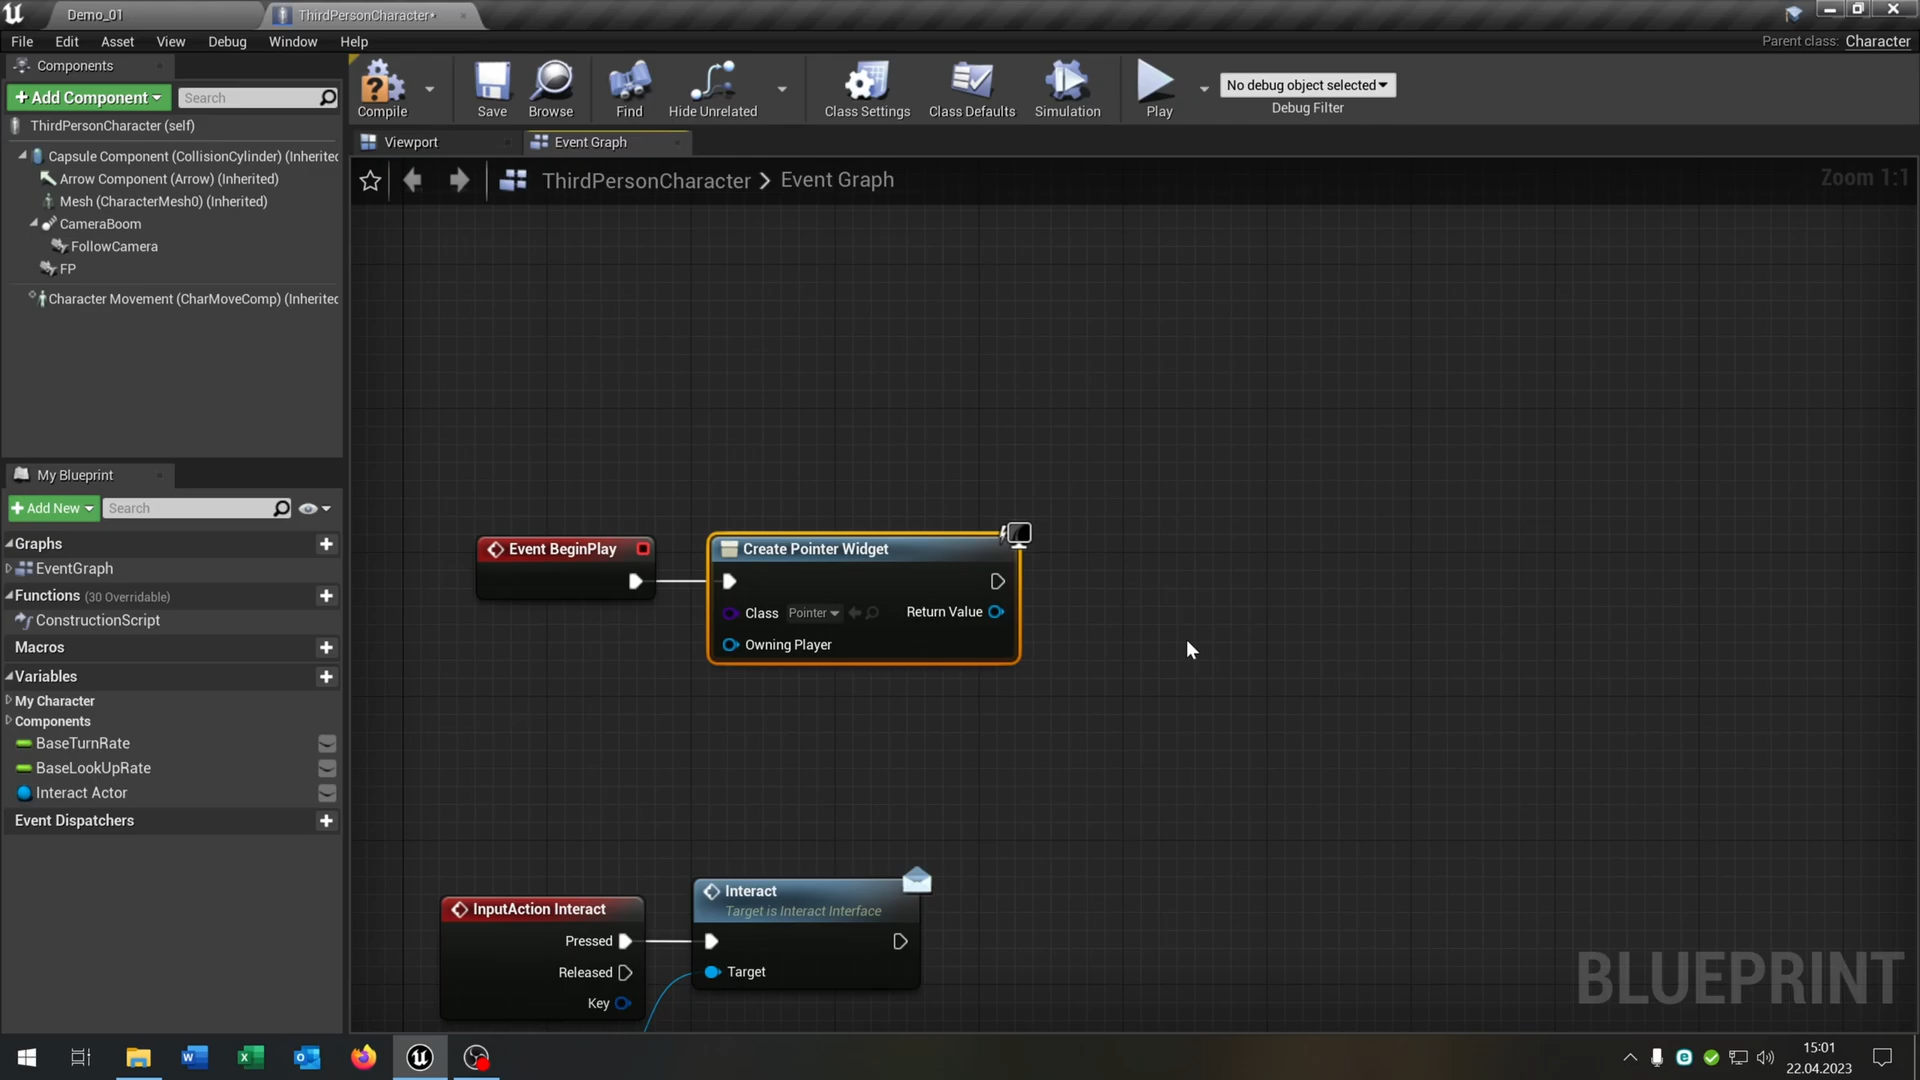 Demo_01
ThirdPersonCharacter*
File Edit Asset View Debug Window Help
Parent class: Character
Components
+ Add Component
Search
ThirdPersonCharacter (self)
Capsule Component (CollisionCylinder) (Inherited
Arrow Component (Arrow) (Inherited)
Mesh (CharacterMesh0) (Inherited)
CameraBoom
FollowCamera
FP
Character Movement (CharMoveComp) (Inherited
Compile
Save
Browse
Find
Hide Unrelated
Class Settings
Class Defaults
Simulation
Play
No debug object selected
Debug Filter
Viewport
Event Graph
ThirdPersonCharacter > Event Graph
Zoom 1:1
My Blueprint
+ Add New
Search
Graphs
EventGraph
Functions (30 Overridable)
ConstructionScript
Macros
Variables
My Character
Components
BaseTurnRate
BaseLookUpRate
Interact Actor
Event Dispatchers
Event BeginPlay
Create Pointer Widget
Class Pointer
Return Value
Owning Player
InputAction Interact
Pressed
Released
Key
Interact
Target is Interact Interface
Target
BLUEPRINT
15:01
22.04.2023